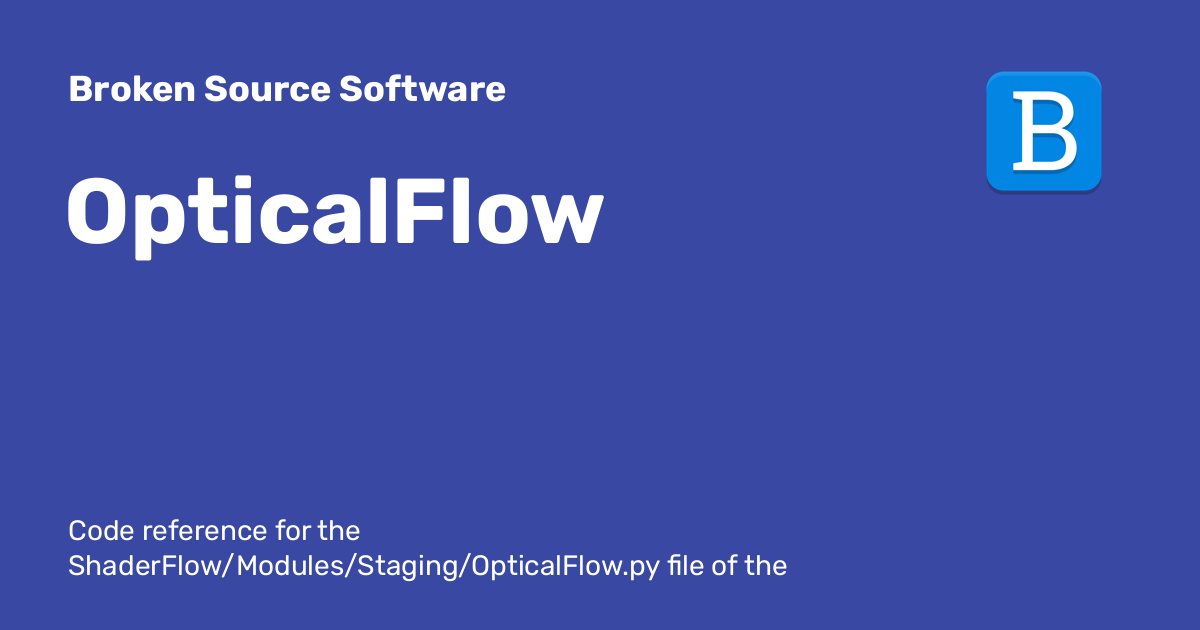 Broken Source Software
B
OpticalFlow
Code reference for the
ShaderFlow/Modules/Staging/OpticalFlow.py file of the